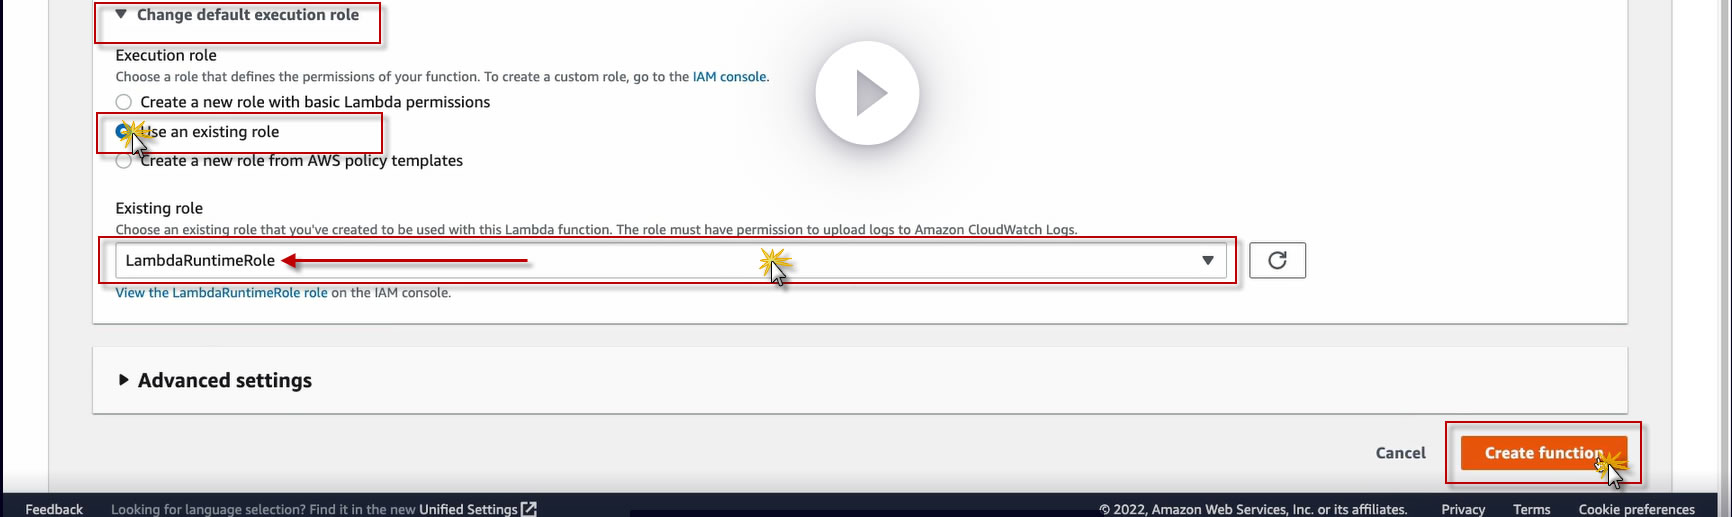 Change default execution role
Execution role
Choose a role that defines the permissions of your function. To create a custom role, go to the IAM console.
Create a new role with basic Lambda permissions
Use an existing role
Create a new role from AWS policy templates
Existing role
Choose an existing role that you've created to be used with this Lambda function. The role must have permission to upload logs to Amazon CloudWatch Logs.
LambdaRuntimeRole
View the LambdaRuntimeRole role on the IAM console.
Advanced settings
Cancel Create function
Feedback Looking for language selection? Find it in the new Unified Settings © 2022, Amazon Web Services, Inc. or its affiliates. Privacy Terms Cookie preferences